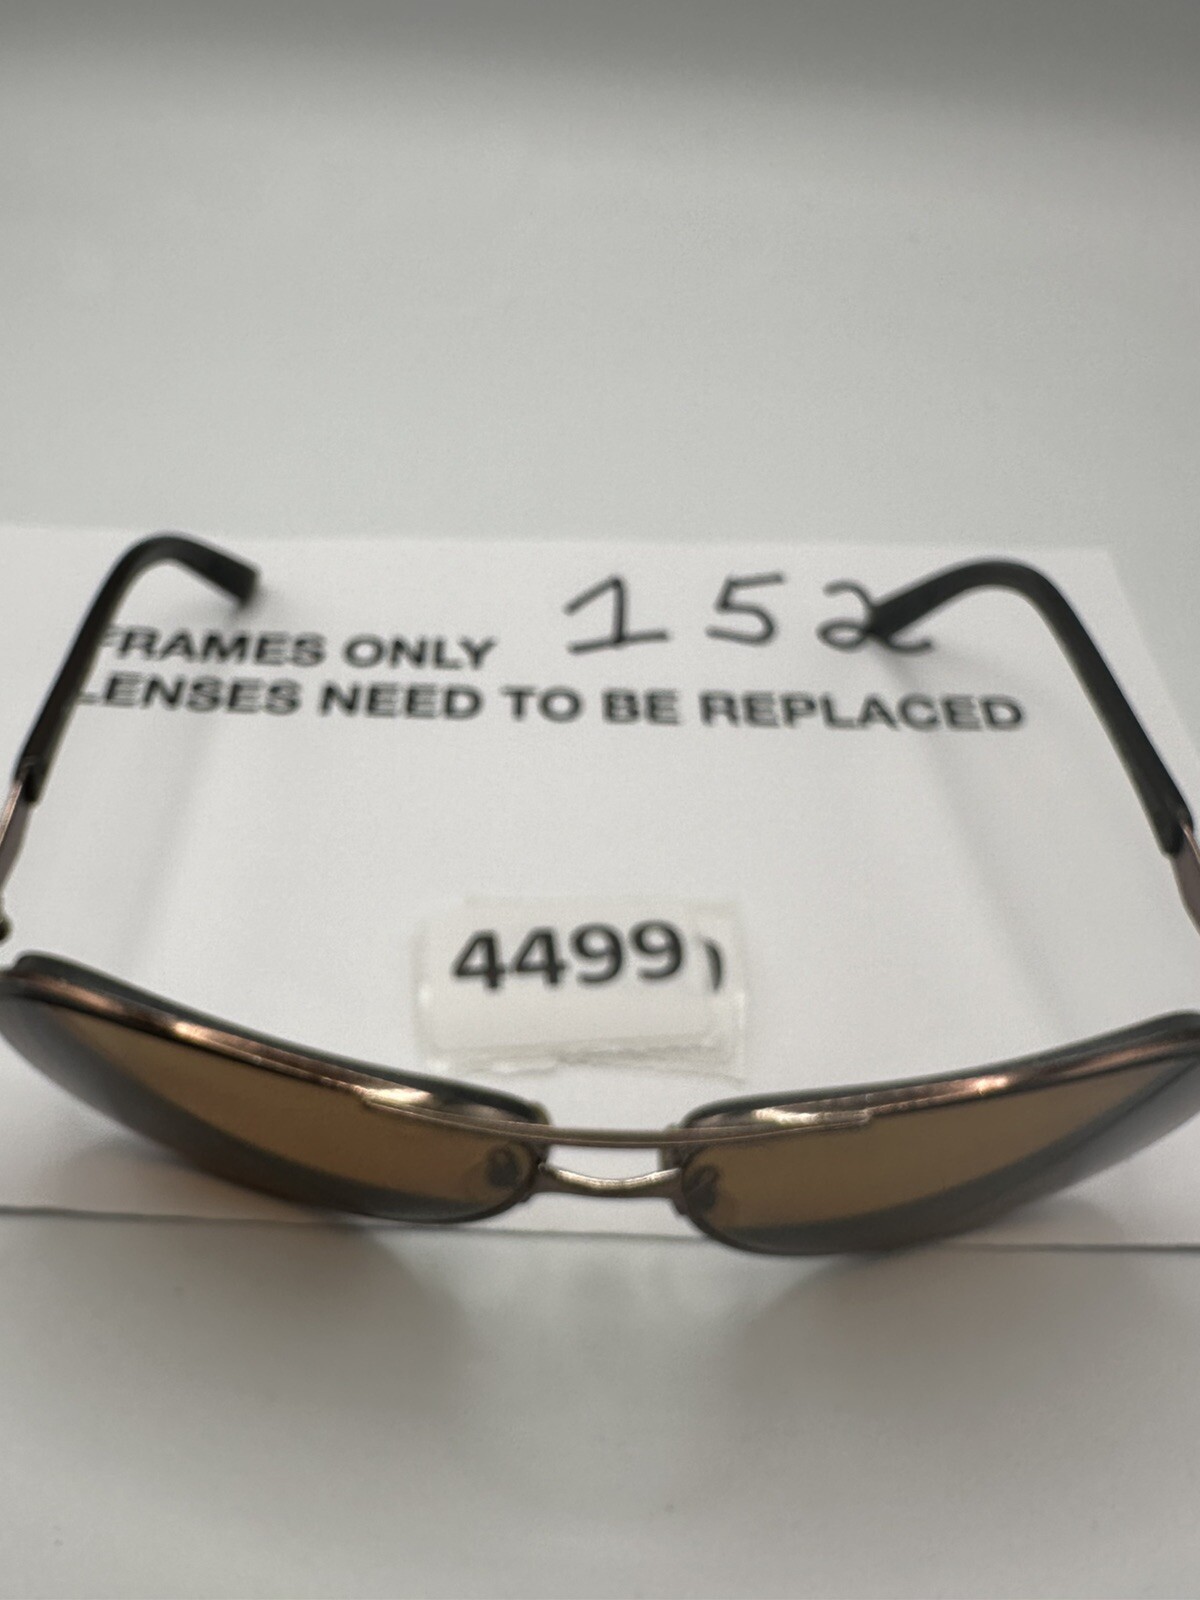 152
FRAMES ONLY
LENSES NEED TO BE REPLACED
4499